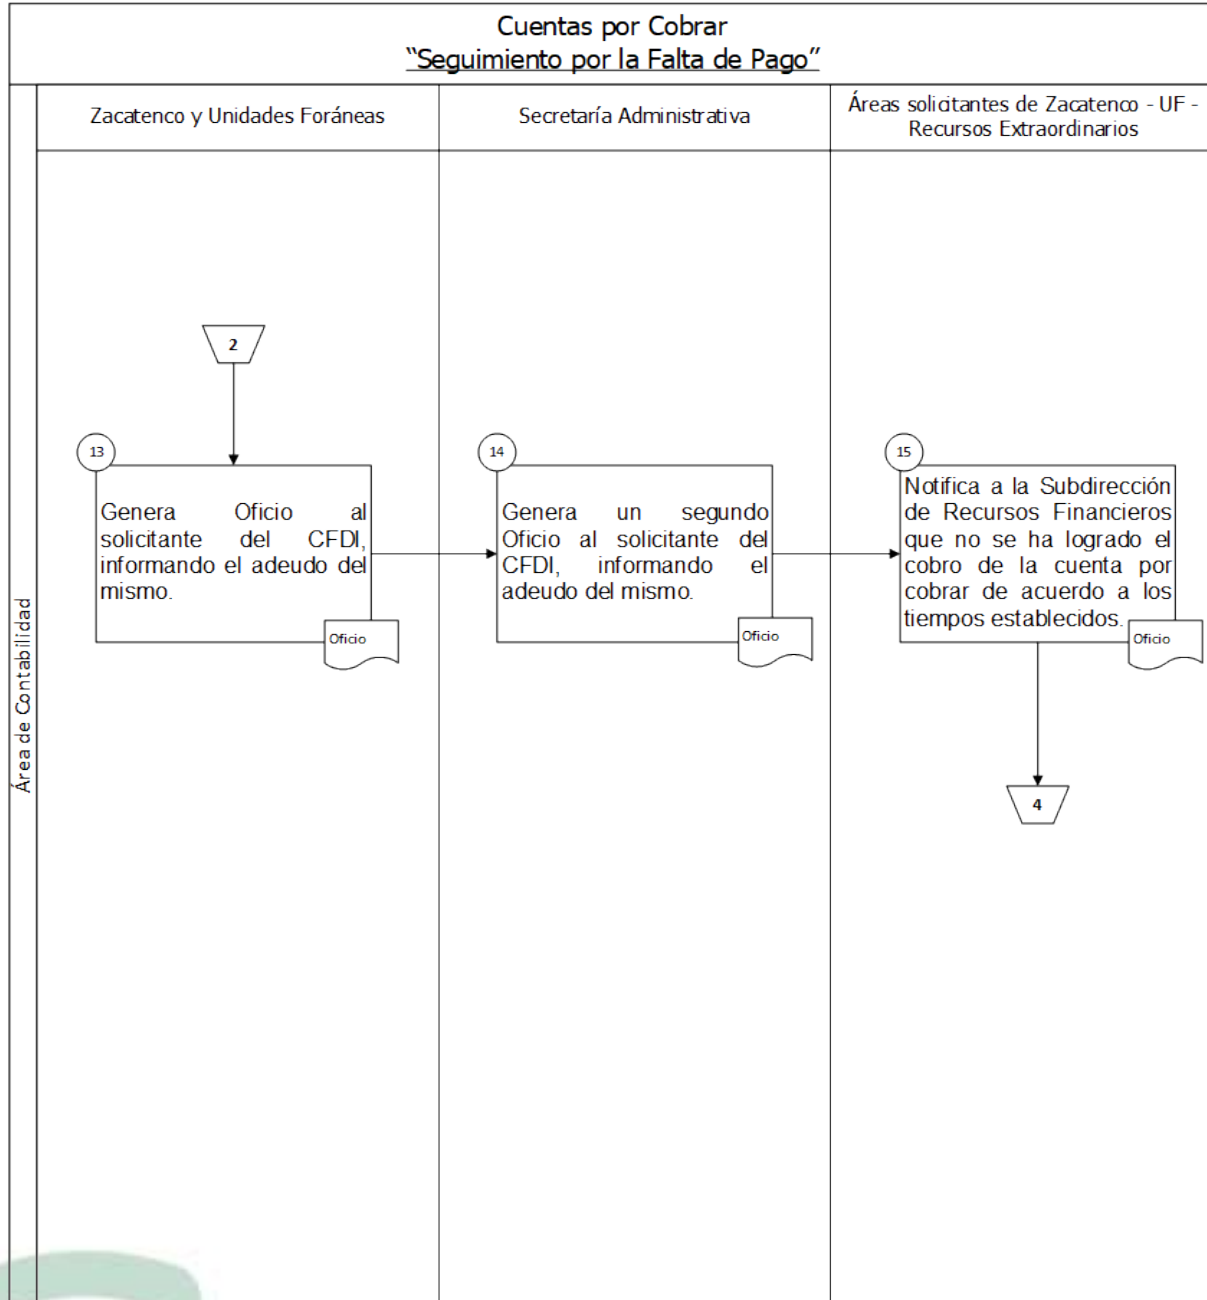 Cuentas por Cobrar
“Seguimiento por la Falta de Pago”
Zacatenco y Unidades Foráneas
Secretaría Administrativa
Áreas solicitantes de Zacatenco - UF -
Recursos Extraordinarios
Área de Contabilidad
2
13
Genera Oficio al
solicitante del CFDI,
informando el adeudo del
mismo.
Oficio
14
Genera un segundo
Oficio al solicitante del
CFDI, informando el
adeudo del mismo.
Oficio
15
Notifica a la Subdirección
de Recursos Financieros
que no se ha logrado el
cobro de la cuenta por
cobrar de acuerdo a los
tiempos establecidos.
Oficio
4